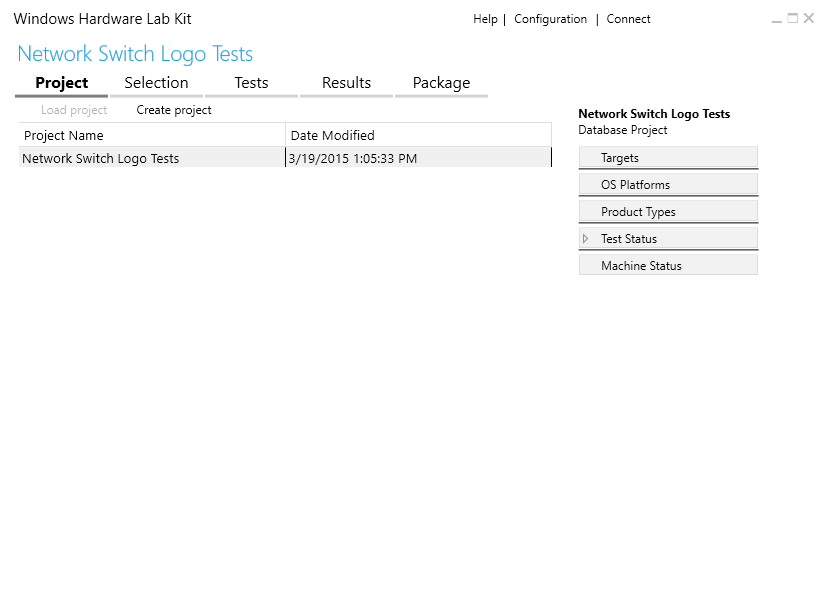 Windows Hardware Lab Kit
Help | Configuration | Connect
Network Switch Logo Tests
Project Selection Tests Results Package
Load project Create project
Project Name Date Modified
Network Switch Logo Tests 3/19/2015 1:05:33 PM
Network Switch Logo Tests
Database Project
Targets
OS Platforms
Product Types
Test Status
Machine Status